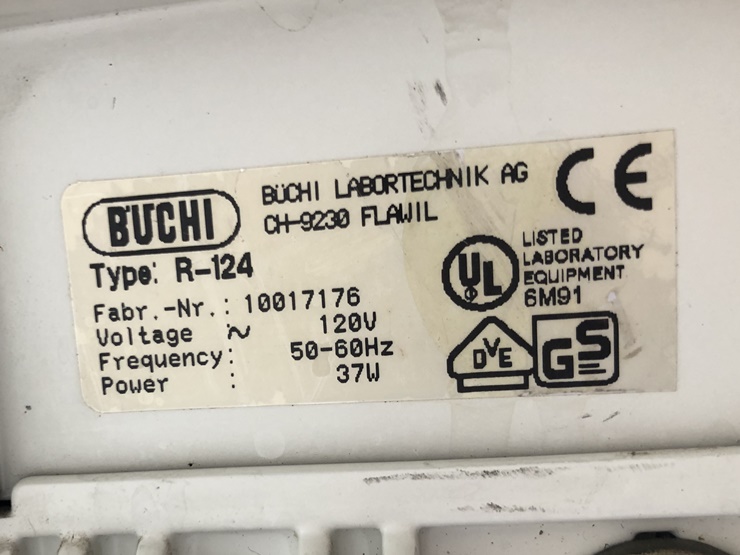 BÜCHI
BÜCHI LABORTECHNIK AG
CH-9230 FLAWIL
CE
Type: R-124
Fabr.-Nr.: 10017176
Voltage ~ 120V
Frequency: 50-60Hz
Power : 37W
UL
LISTED
LABORATORY
EQUIPMENT
6M91
DVE
GS